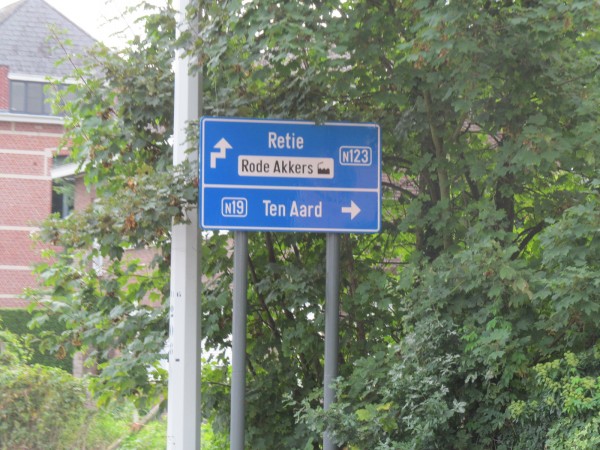 Retie
Rode Akkers N123
N19 Ten Aard